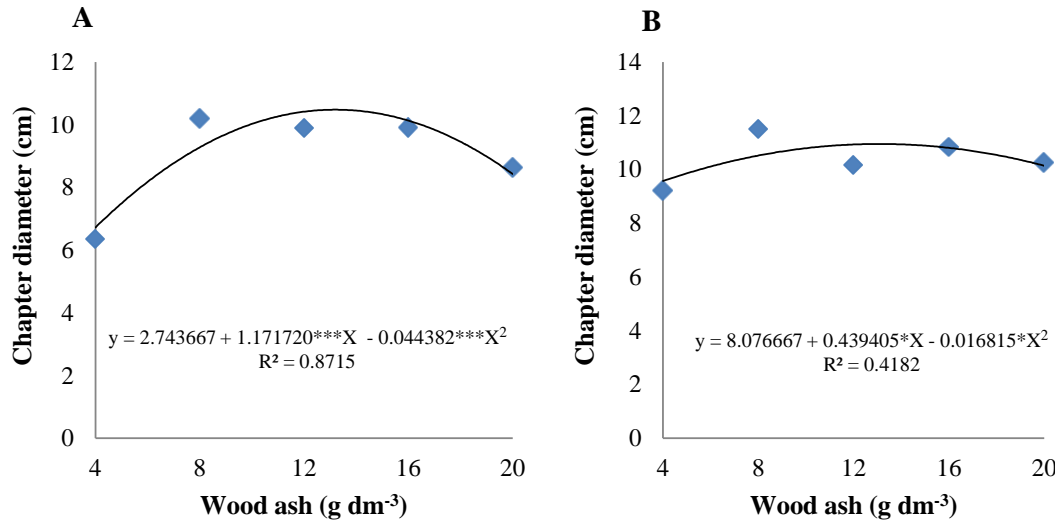 A
Chapter diameter (cm)
12
10
8
6
4
2
0
y = 2.743667 + 1.171720***X - 0.044382***X²
R² = 0.8715
4 8 12 16 20
Wood ash (g dm⁻³)
B
Chapter diameter (cm)
14
12
10
8
6
4
2
0
y = 8.076667 + 0.439405*X - 0.016815*X²
R² = 0.4182
4 8 12 16 20
Wood ash (g dm⁻³)